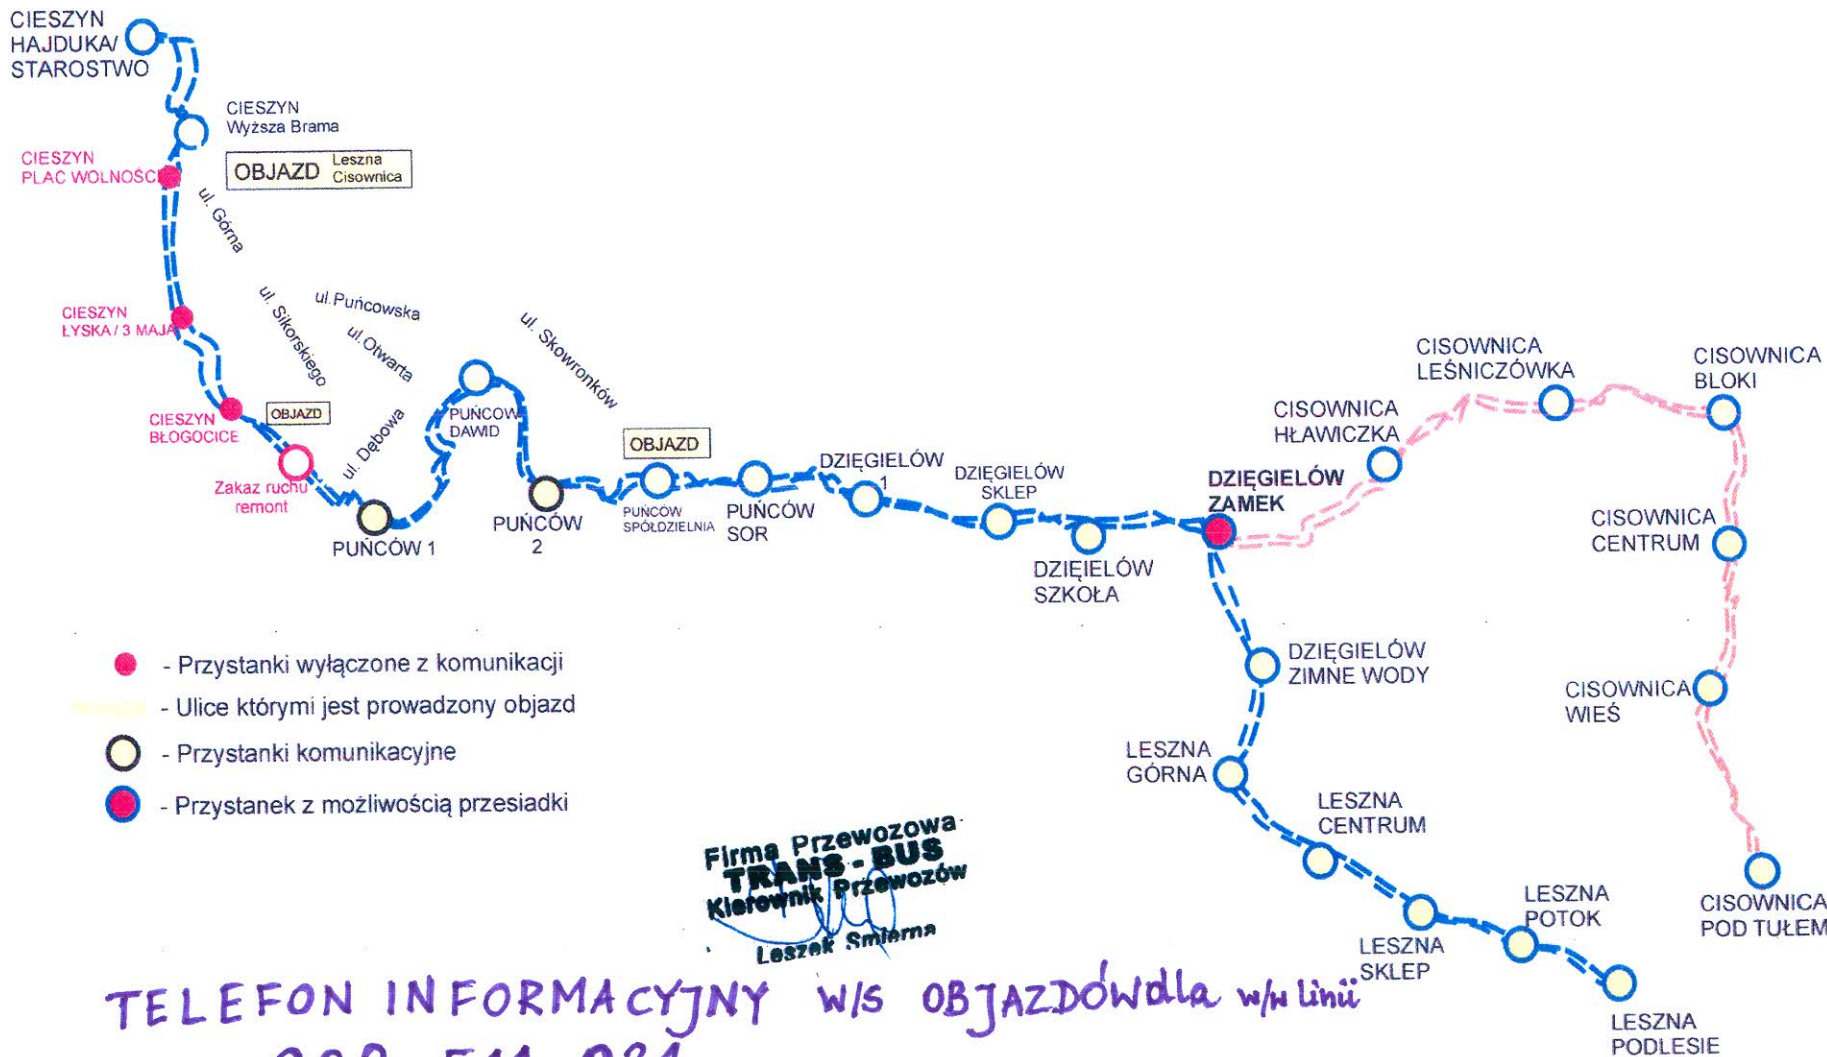 CIESZYN
HAJDUKA/
STAROSTWO
CIESZYN
Wyższa Brama
CIESZYN
PLAC WOLNOŚC
OBJAZD Leszna
Cisownica
ul. Górna
CIESZYN
ŁYSKA / 3 MAJA
ul. Sikorskiego
ul.Puńcowska
ul.Otwarta
ul. Skowronków
CIESZYN
BŁOGOCICE
OBJAZD
ul. Dębowa
Zakaz ruchu
remont
PUŃCÓW 1
PUŃCÓW
DAWID
PUŃCÓW
2
OBJAZD
PUŃCOW
SPÓŁDZIELNIA
PUŃCÓW
SOR
DZIĘGIELÓW
1
DZIĘGIELÓW
SKLEP
DZIĘIELÓW
SZKOŁA
DZIĘGIELÓW
ZAMEK
CISOWNICA
HŁAWICZKA
CISOWNICA
LEŚNICZÓWKA
CISOWNICA
BLOKI
CISOWNICA
CENTRUM
CISOWNICA
WIEŚ
CISOWNICA
POD TUŁEM
DZIĘGIELÓW
ZIMNE WODY
LESZNA
GÓRNA
LESZNA
CENTRUM
LESZNA
SKLEP
LESZNA
POTOK
LESZNA
PODLESIE
- Przystanki wyłączone z komunikacji
- Ulice którymi jest prowadzony objazd
- Przystanki komunikacyjne
- Przystanek z możliwością przesiadki
Firma Przewozowa
TRANS - BUS
Kierownik Przewozów
Leszek Smierna
TELEFON INFORMACYJNY W/S OBJAZDÓW dla w/w linii